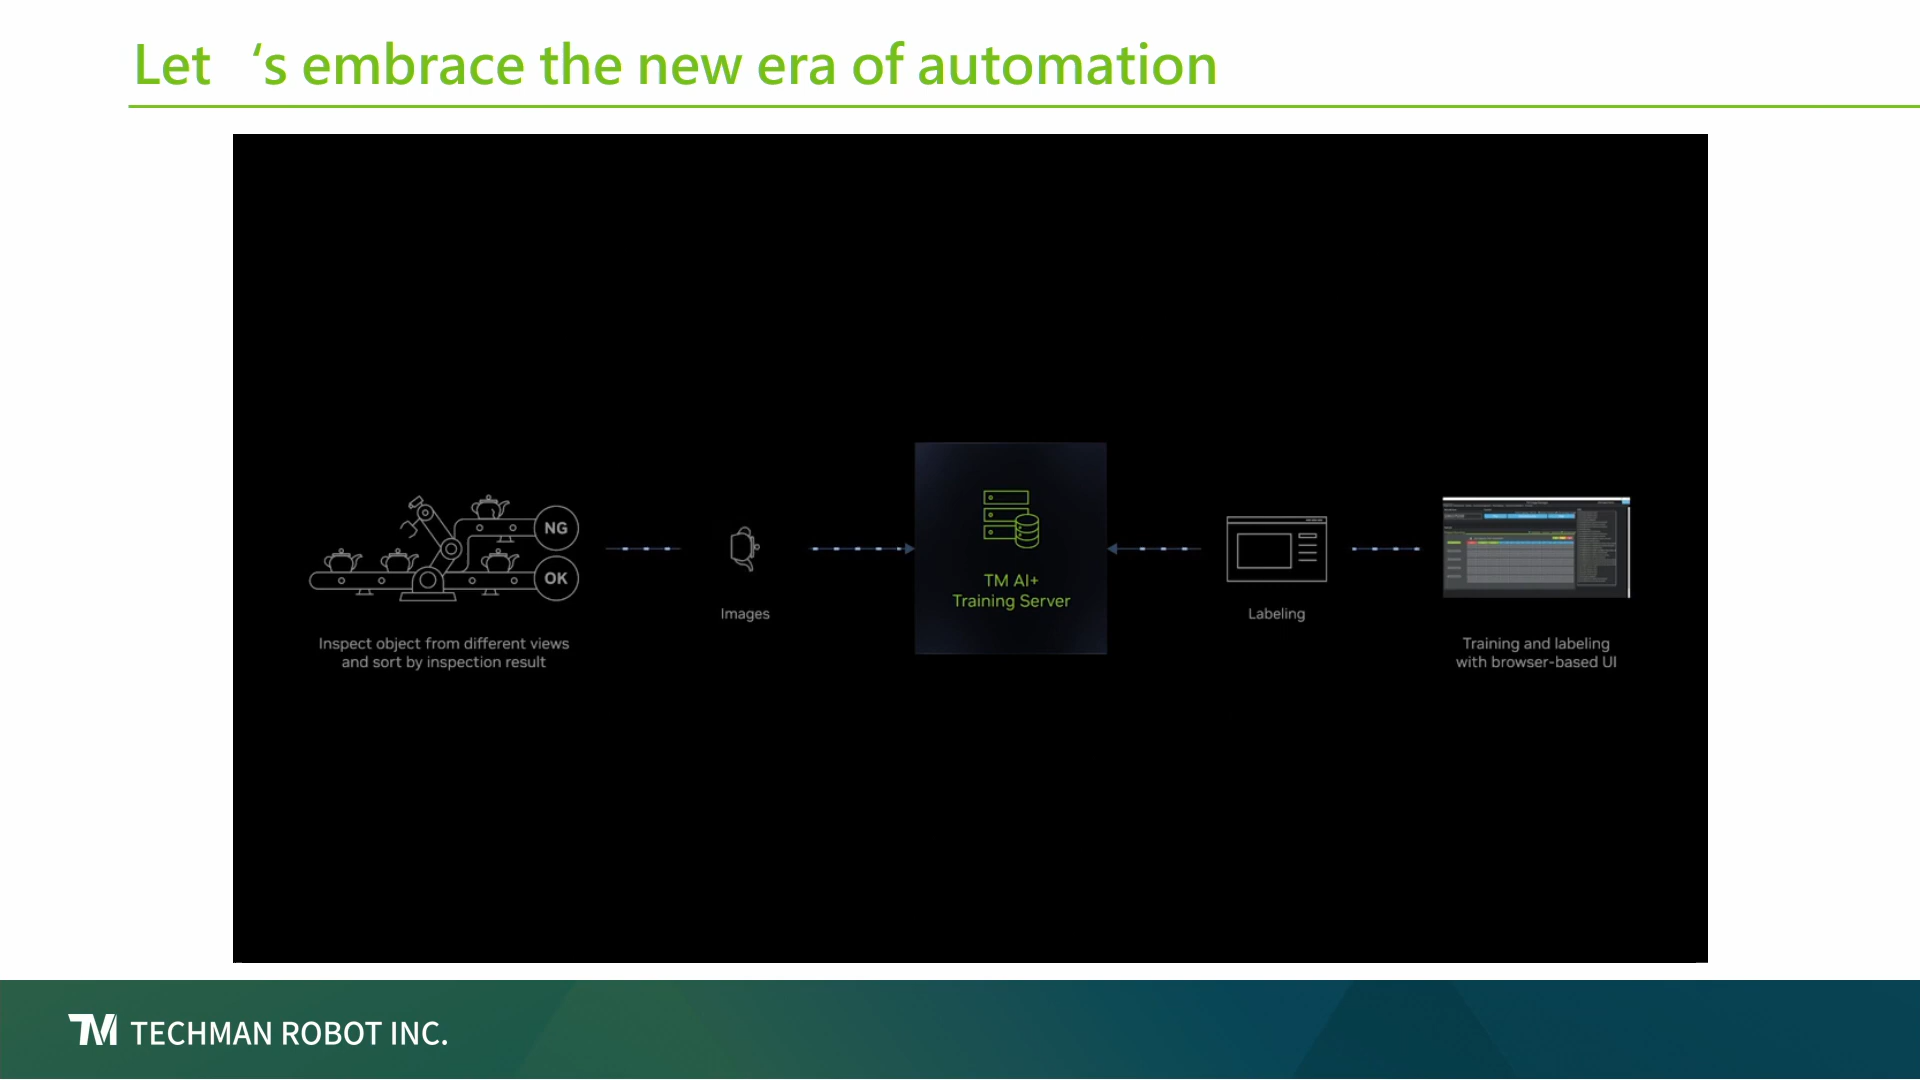 Let ‘s embrace the new era of automation
NG
OK
Inspect object from different views
and sort by inspection result
Images
TM AI+
Training Server
Labeling
Training and labeling
with browser-based UI
TM TECHMAN ROBOT INC.